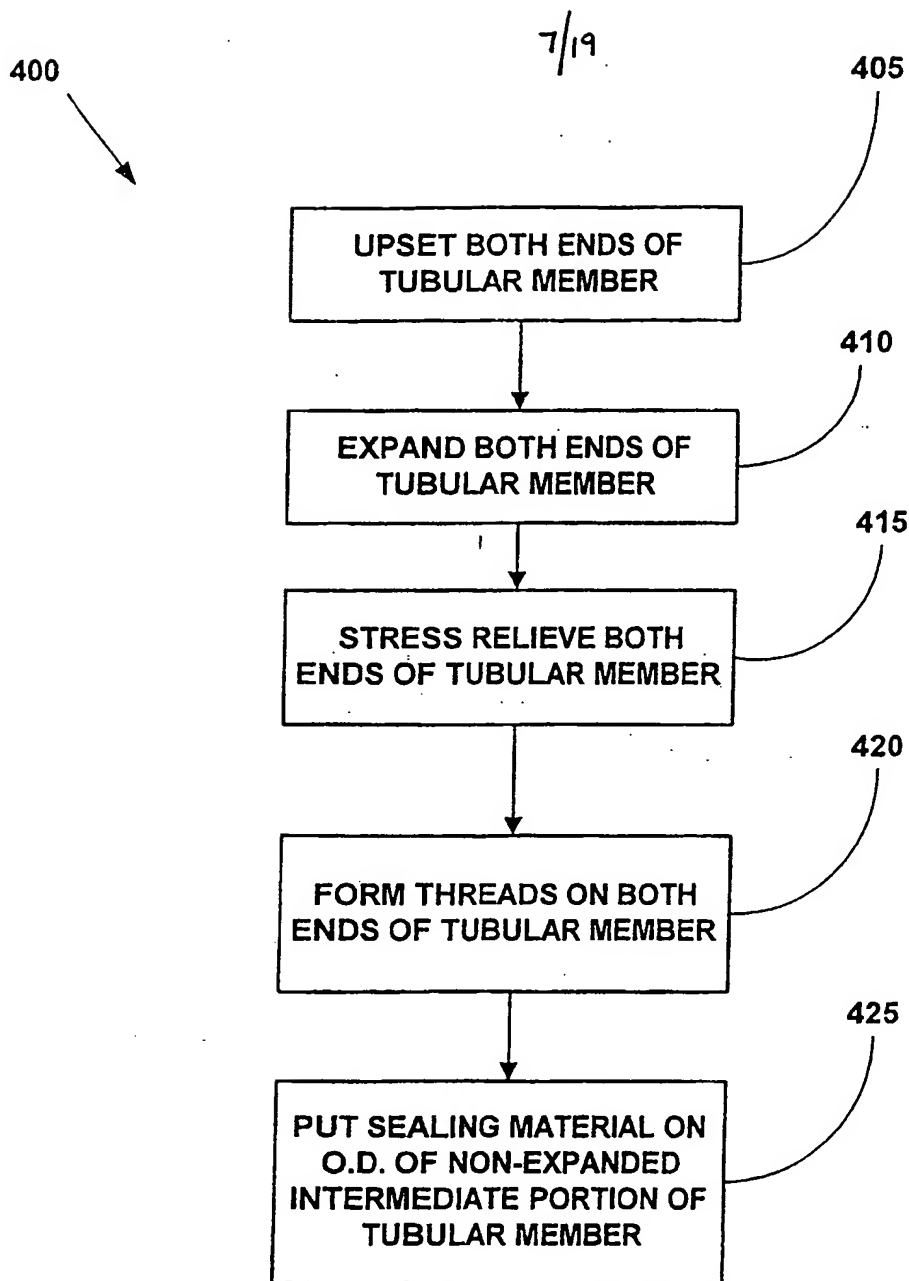 7/19
400
405
UPSET BOTH ENDS OF
TUBULAR MEMBER
410
EXPAND BOTH ENDS OF
TUBULAR MEMBER
415
STRESS RELIEVE BOTH
ENDS OF TUBULAR MEMBER
420
FORM THREADS ON BOTH
ENDS OF TUBULAR MEMBER
425
PUT SEALING MATERIAL ON
O.D. OF NON-EXPANDED
INTERMEDIATE PORTION OF
TUBULAR MEMBER